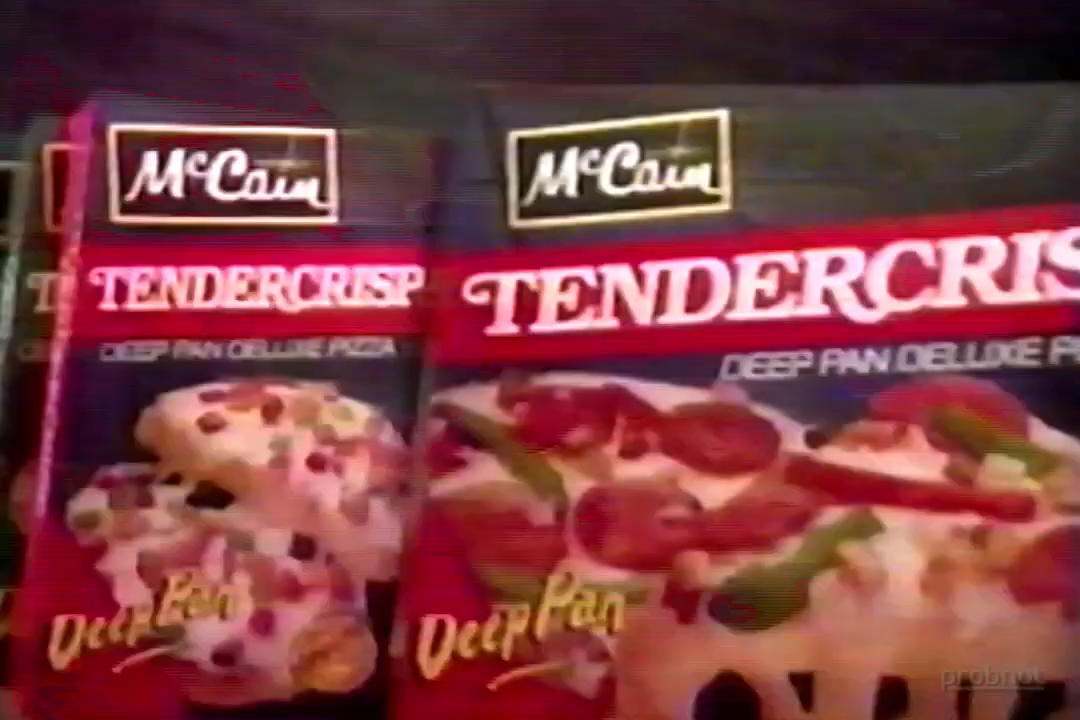 McCain
TENDERCRISP
DEEP PAN DELUXE PIZZA
Deep Pan
McCain
TENDERCRIS
DEEP PAN DELUXE
Deep Pan
probnot